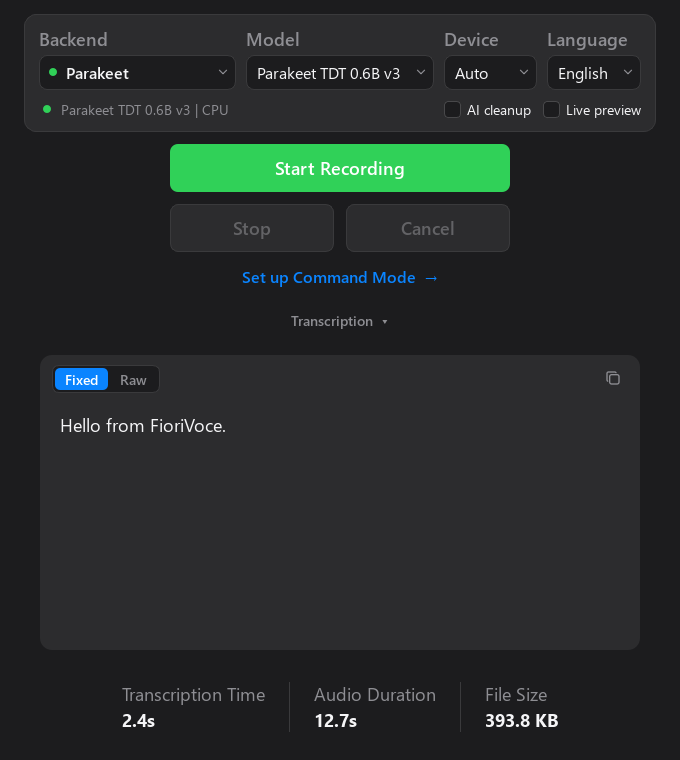 Backend Model Device Language
Parakeet Parakeet TDT 0.6B v3 Auto English
Parakeet TDT 0.6B v3 | CPU AI cleanup Live preview
Start Recording
Stop Cancel
Set up Command Mode →
Transcription ▾
Fixed Raw
Hello from FioriVoce.
Transcription Time Audio Duration File Size
2.4s 12.7s 393.8 KB